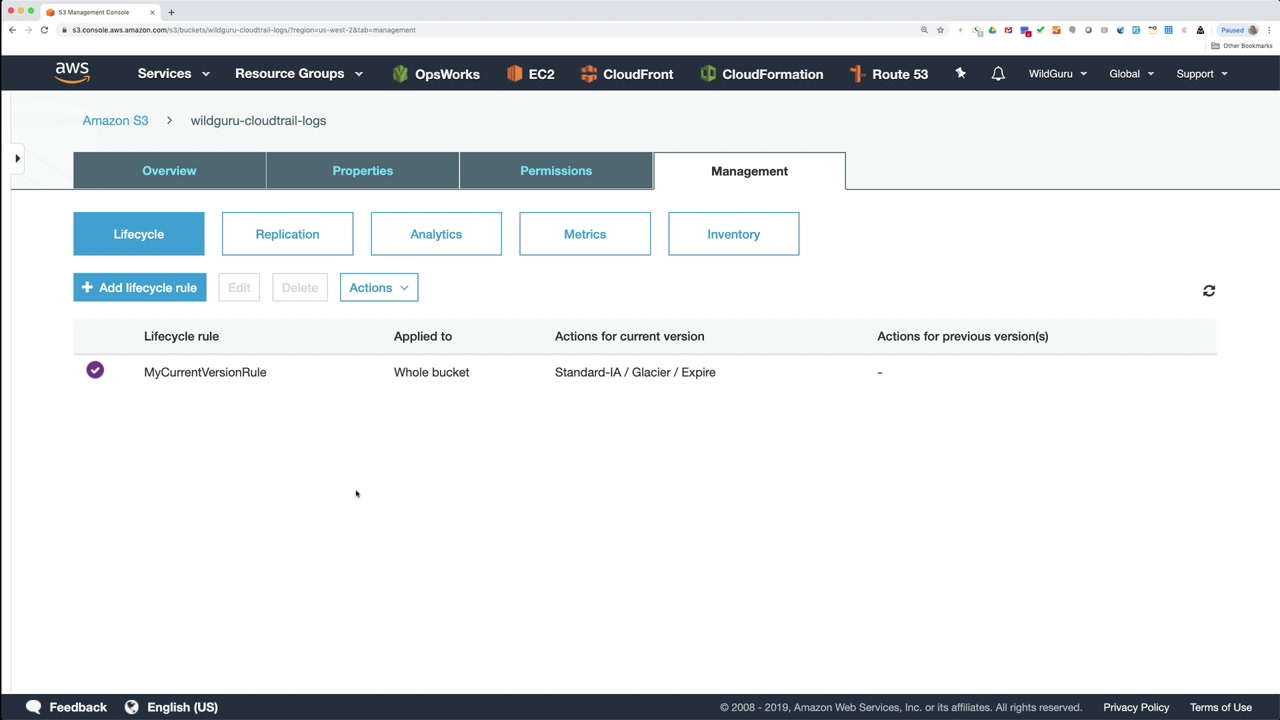 S3 Management Console
s3.console.aws.amazon.com/s3/buckets/wildguru-cloudtrail-logs/?region=us-west-2&tab=management
Paused
Other Bookmarks
aws
Services
Resource Groups
OpsWorks
EC2
CloudFront
CloudFormation
Route 53
WildGuru
Global
Support
Amazon S3 > wildguru-cloudtrail-logs
Overview
Properties
Permissions
Management
Lifecycle
Replication
Analytics
Metrics
Inventory
+ Add lifecycle rule
Edit
Delete
Actions
Lifecycle rule
Applied to
Actions for current version
Actions for previous version(s)
MyCurrentVersionRule
Whole bucket
Standard-IA / Glacier / Expire
-
Feedback
English (US)
© 2008 - 2019, Amazon Web Services, Inc. or its affiliates. All rights reserved.
Privacy Policy
Terms of Use